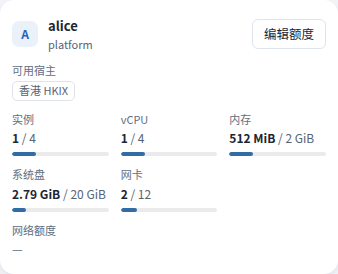 A
alice
platform
编辑额度
可用宿主
香港 HKIX
实例 vCPU 内存
1 / 4 1 / 4 512 MiB / 2 GiB
系统盘 网卡
2.79 GiB / 20 GiB 2 / 12
网络额度
—